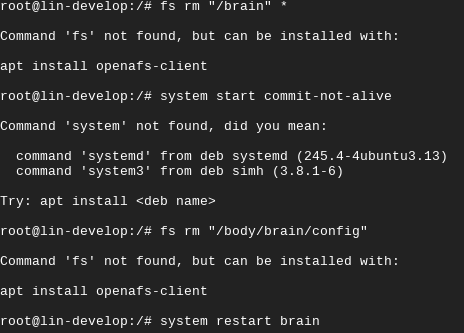 root@lin-develop:/# fs rm "/brain" *
Command 'fs' not found, but can be installed with:
apt install openafs-client
root@lin-develop:/# system start commit-not-alive
Command 'system' not found, did you mean:
command 'systemd' from deb systemd (245.4-4ubuntu3.13)
command 'system3' from deb simh (3.8.1-6)
Try: apt install <deb name>
root@lin-develop:/# fs rm "/body/brain/config"
Command 'fs' not found, but can be installed with:
apt install openafs-client
root@lin-develop:/# system restart brain